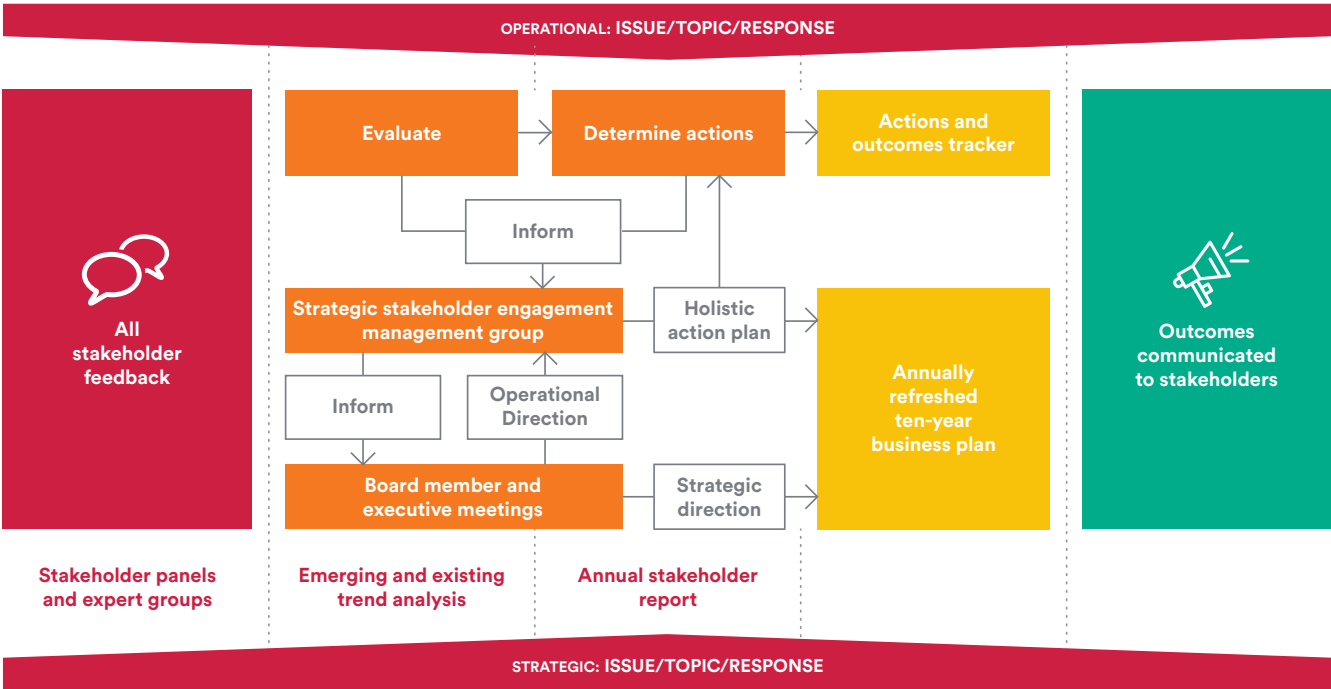 OPERATIONAL: ISSUE/TOPIC/RESPONSE
All
stakeholder
feedback
Evaluate
Determine actions
Actions and
outcomes tracker
Inform
Strategic stakeholder engagement
management group
Holistic
action plan
Inform
Operational
Direction
Board member and
executive meetings
Strategic
direction
Annually
refreshed
ten-year
business plan
Outcomes
communicated
to stakeholders
Stakeholder panels
and expert groups
Emerging and existing
trend analysis
Annual stakeholder
report
STRATEGIC: ISSUE/TOPIC/RESPONSE